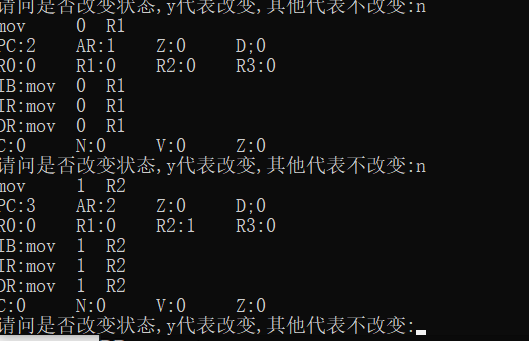 请问是否改变状态,y代表改变,其他代表不改变:n
mov 0 R1
PC:2 AR:1 Z:0 D;0
R0:0 R1:0 R2:0 R3:0
IB:mov 0 R1
IR:mov 0 R1
DR:mov 0 R1
C:0 N:0 V:0 Z:0
请问是否改变状态,y代表改变,其他代表不改变:n
mov 1 R2
PC:3 AR:2 Z:0 D;0
R0:0 R1:0 R2:1 R3:0
IB:mov 1 R2
IR:mov 1 R2
DR:mov 1 R2
C:0 N:0 V:0 Z:0
请问是否改变状态,y代表改变,其他代表不改变: